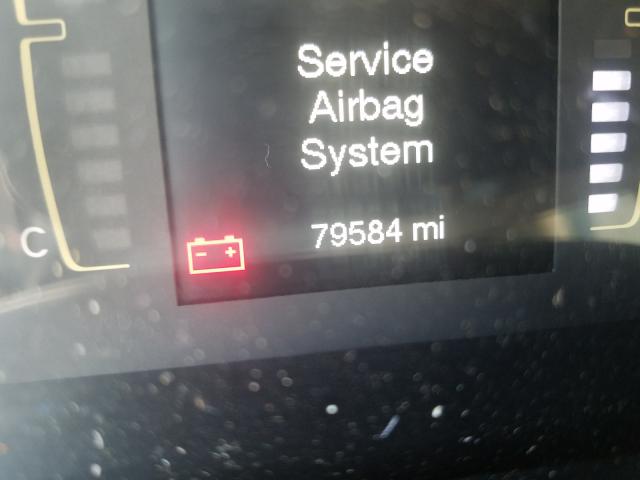 Service
Airbag
System
79584 mi
C
- +